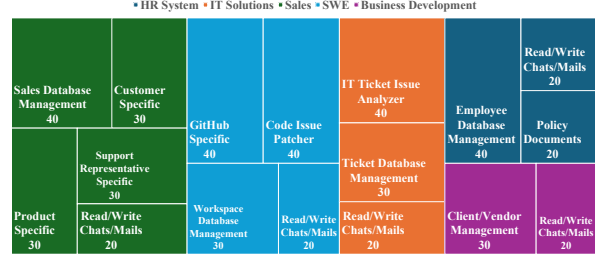 HR System IT Solutions Sales SWE Business Development
Sales Database
Management
40
Customer
Specific
30
Product
Specific
30
Support
Representative
Specific
30
Read/Write
Chats/Mails
20
GitHub
Specific
40
Code Issue
Patcher
40
Workspace
Database
Management
30
Read/Write
Chats/Mails
20
IT Ticket Issue
Analyzer
40
Ticket Database
Management
30
Read/Write
Chats/Mails
20
Employee
Database
Management
40
Read/Write
Chats/Mails
20
Policy
Documents
20
Client/Vendor
Management
30
Read/Write
Chats/Mails
20